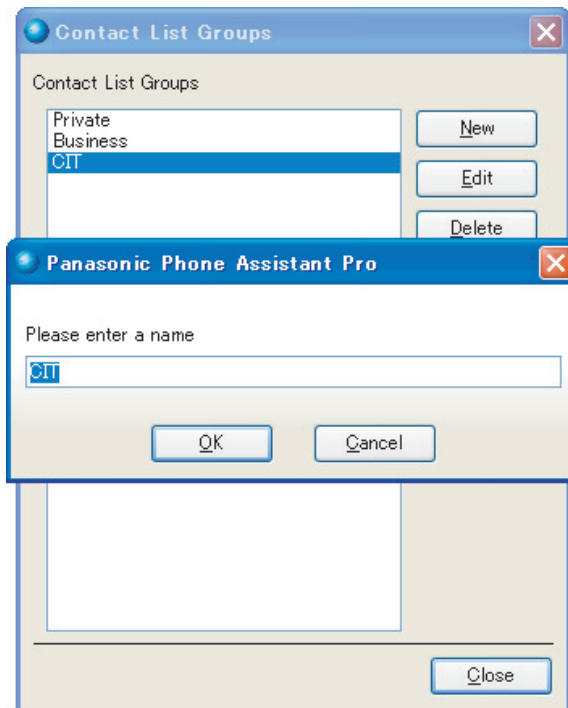 Contact List Groups
Contact List Groups
Private
Business
CIT
New
Edit
Delete
Panasonic Phone Assistant Pro
Please enter a name
CIT
OK
Cancel
Close